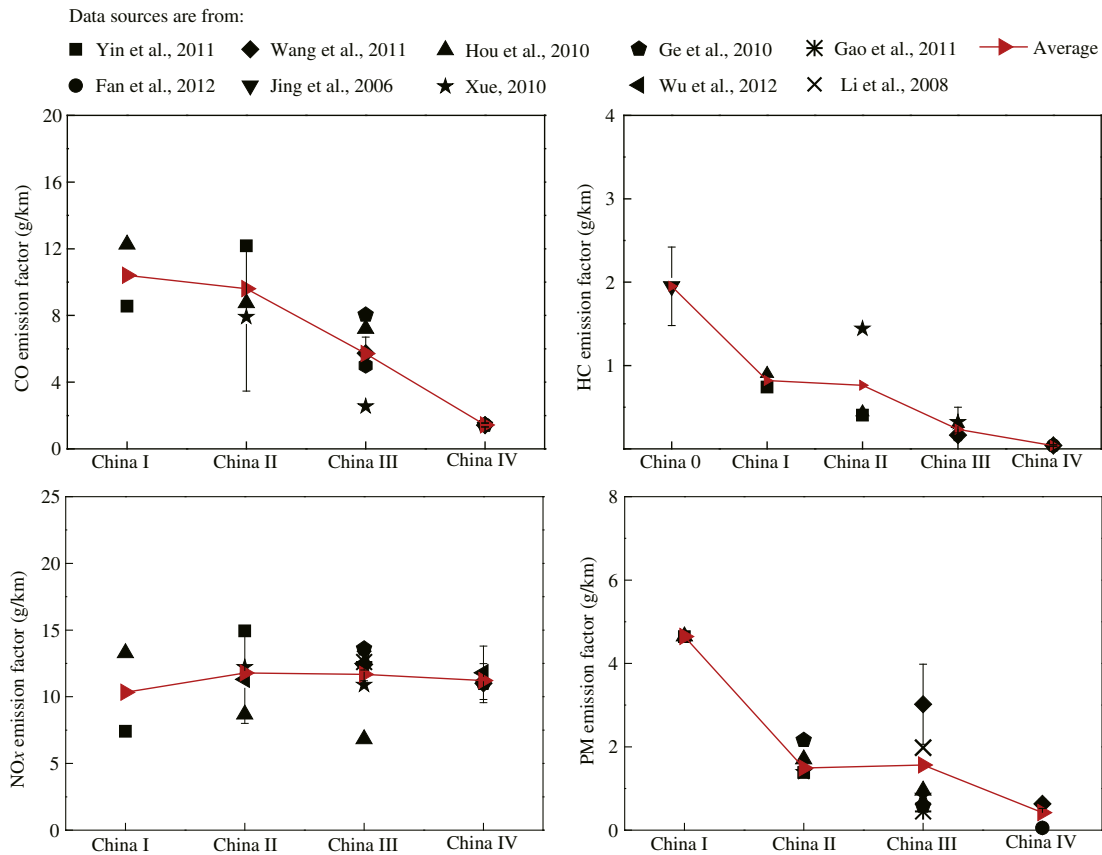 Data sources are from:
Yin et al., 2011 Wang et al., 2011 Hou et al., 2010 Ge et al., 2010 Gao et al., 2011 Average
Fan et al., 2012 Jing et al., 2006 Xue, 2010 Wu et al., 2012 Li et al., 2008
CO emission factor (g/km)
20
16
12
8
4
0
China I China II China III China IV
HC emission factor (g/km)
4
3
2
1
China 0 China I China II China III China IV
NOx emission factor (g/km)
25
20
15
10
5
0
China I China II China III China IV
PM emission factor (g/km)
8
6
4
2
0
China I China II China III China IV